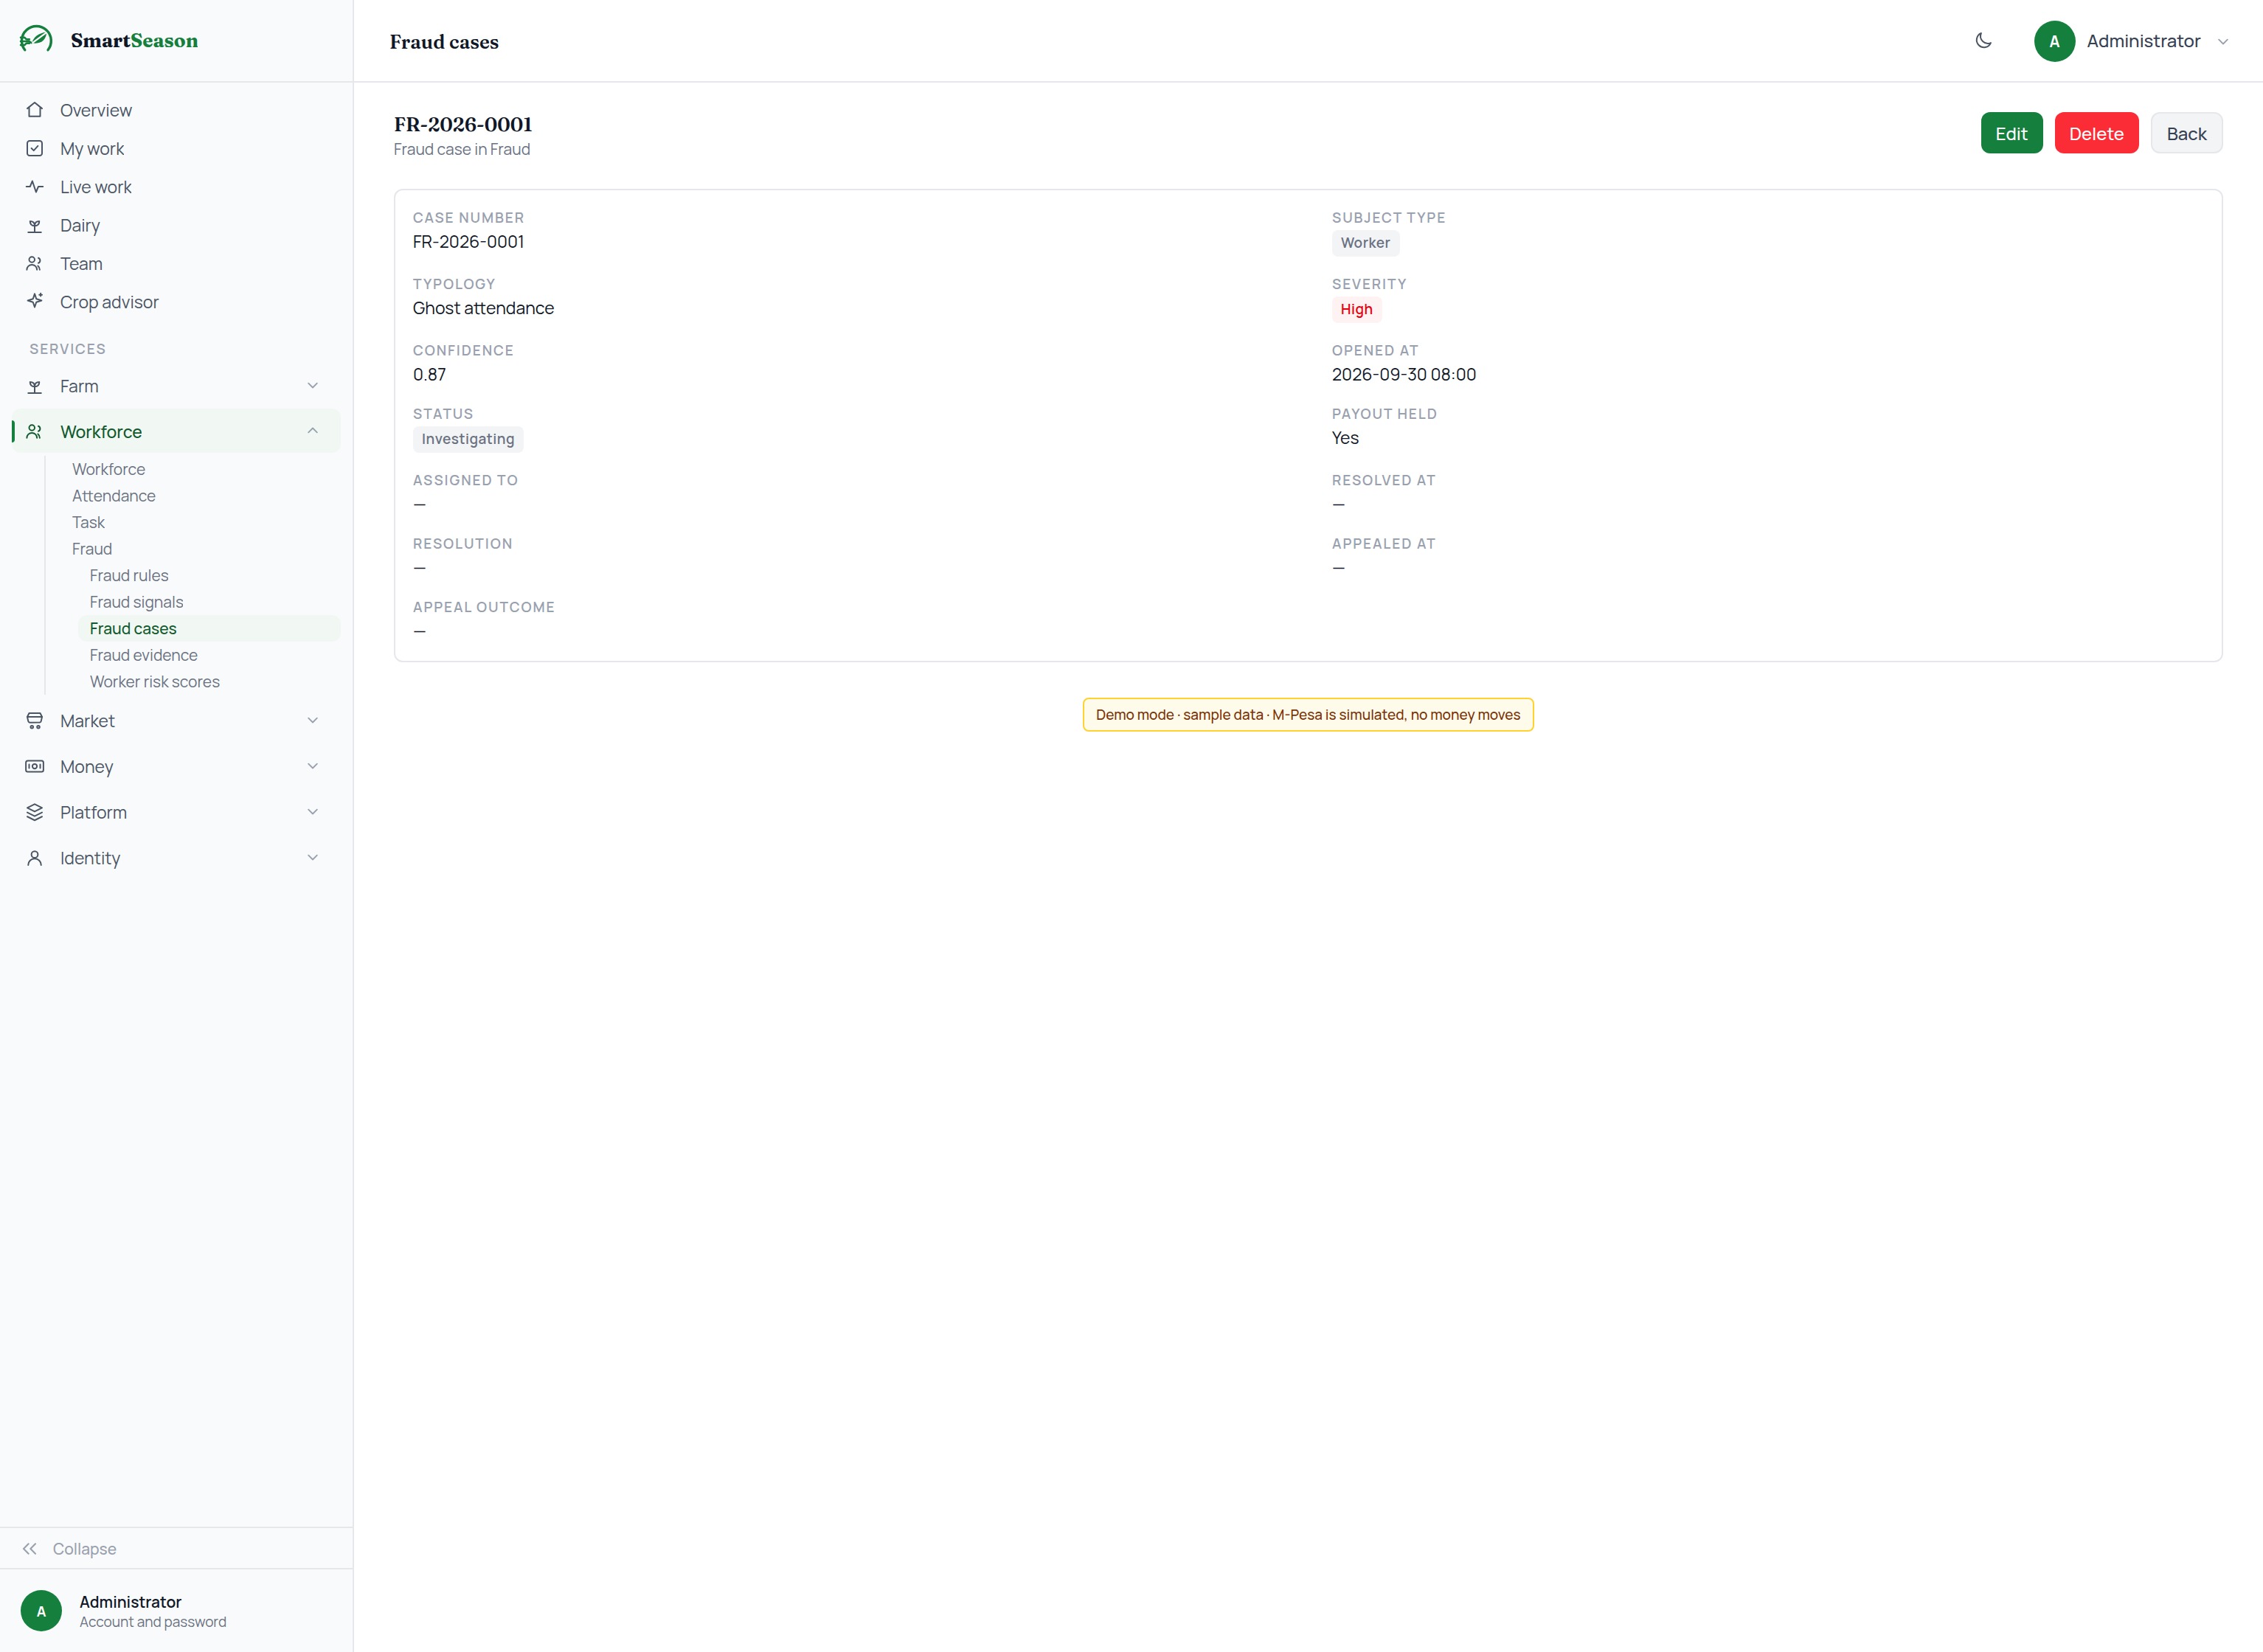 SmartSeason
Fraud cases
A
Administrator
Overview
My work
Live work
Dairy
Team
Crop advisor
SERVICES
Farm
Workforce
Workforce
Attendance
Task
Fraud
Fraud rules
Fraud signals
Fraud cases
Fraud evidence
Worker risk scores
Market
Money
Platform
Identity
Collapse
A
Administrator
Account and password
FR-2026-0001
Fraud case in Fraud
Edit
Delete
Back
CASE NUMBER
FR-2026-0001
SUBJECT TYPE
Worker
TYPOLOGY
Ghost attendance
SEVERITY
High
CONFIDENCE
0.87
OPENED AT
2026-09-30 08:00
STATUS
Investigating
PAYOUT HELD
Yes
ASSIGNED TO
—
RESOLVED AT
—
RESOLUTION
—
APPEALED AT
—
APPEAL OUTCOME
—
Demo mode · sample data · M-Pesa is simulated, no money moves